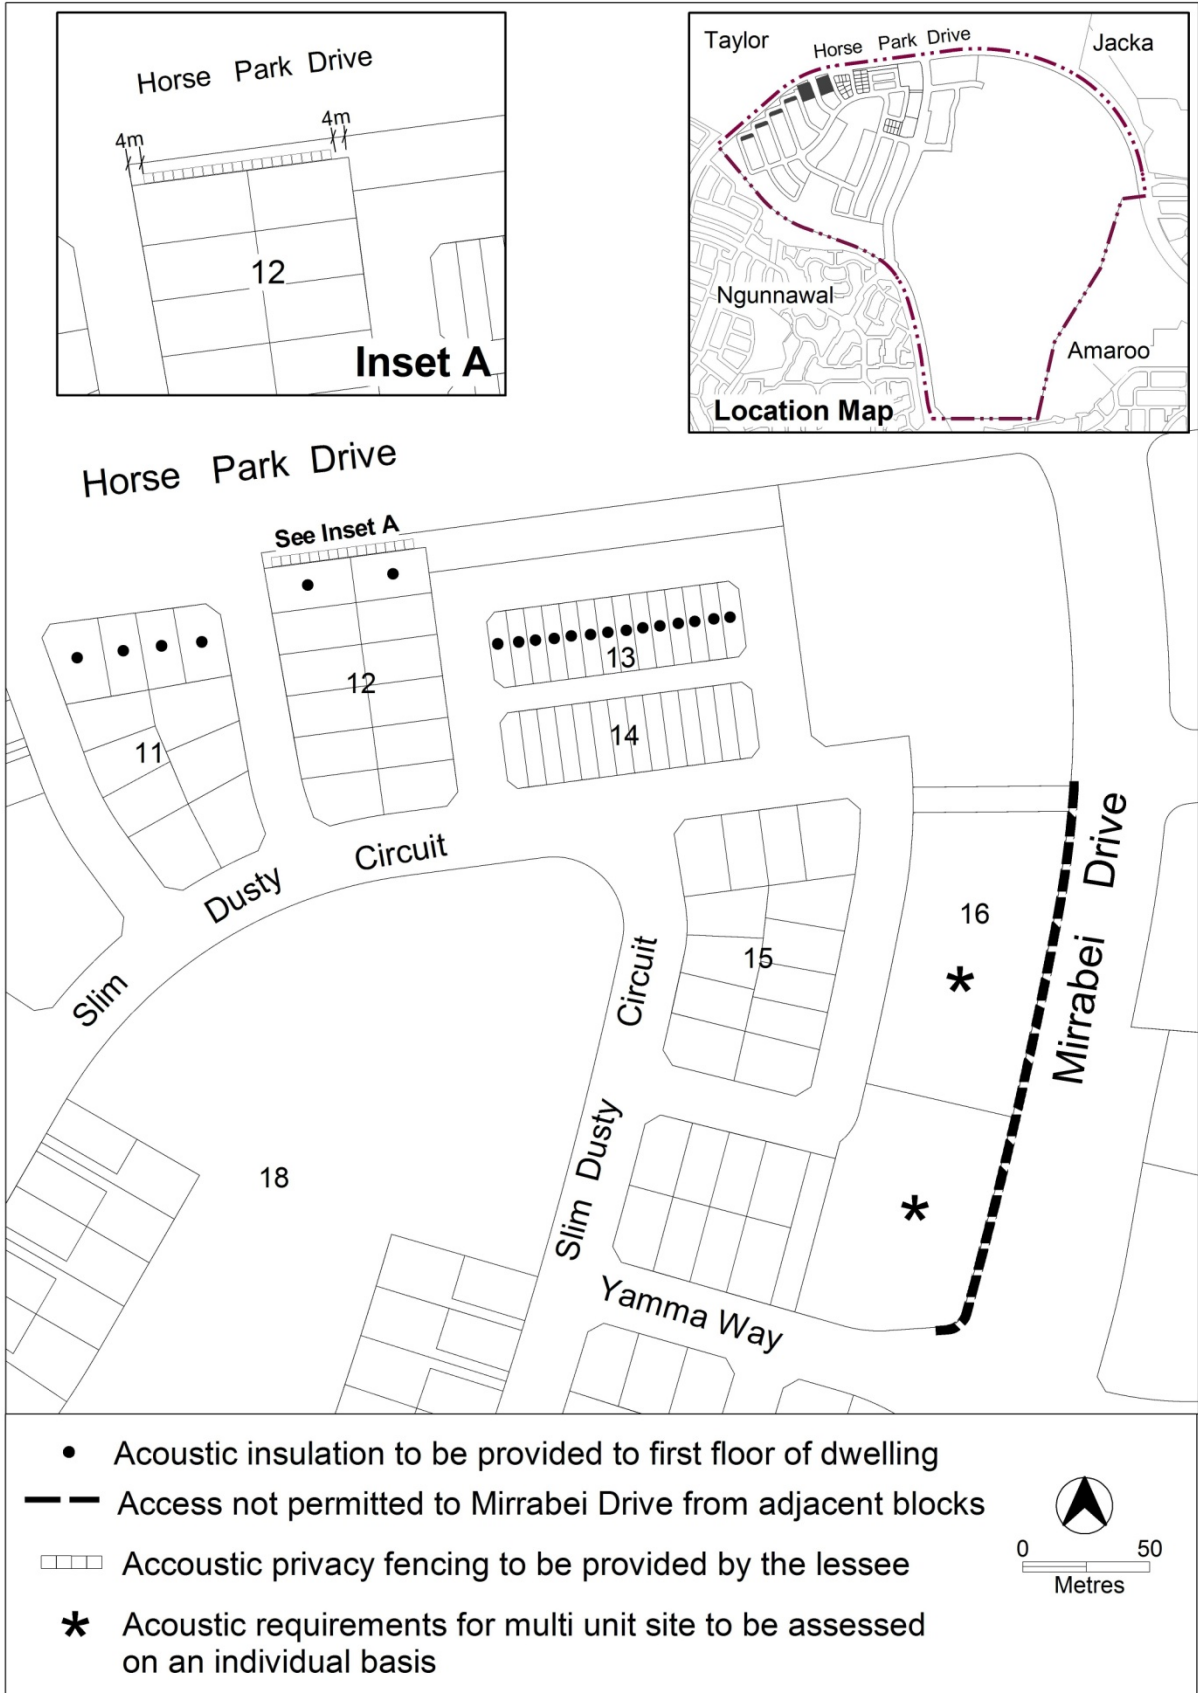 Horse Park Drive
4m
4m
12
Inset A
Taylor
Horse Park Drive
Jacka
Ngunnawal
Amaroo
Location Map
Horse Park Drive
See Inset A
13
12
14
11
Circuit
Dusty
Slim
Mirrabei Drive
16
*
15
Circuit
Slim Dusty
18
*
Yamma Way
Acoustic insulation to be provided to first floor of dwelling
Access not permitted to Mirrabei Drive from adjacent blocks
Accoustic privacy fencing to be provided by the lessee
* Acoustic requirements for multi unit site to be assessed
on an individual basis
0 50
Metres